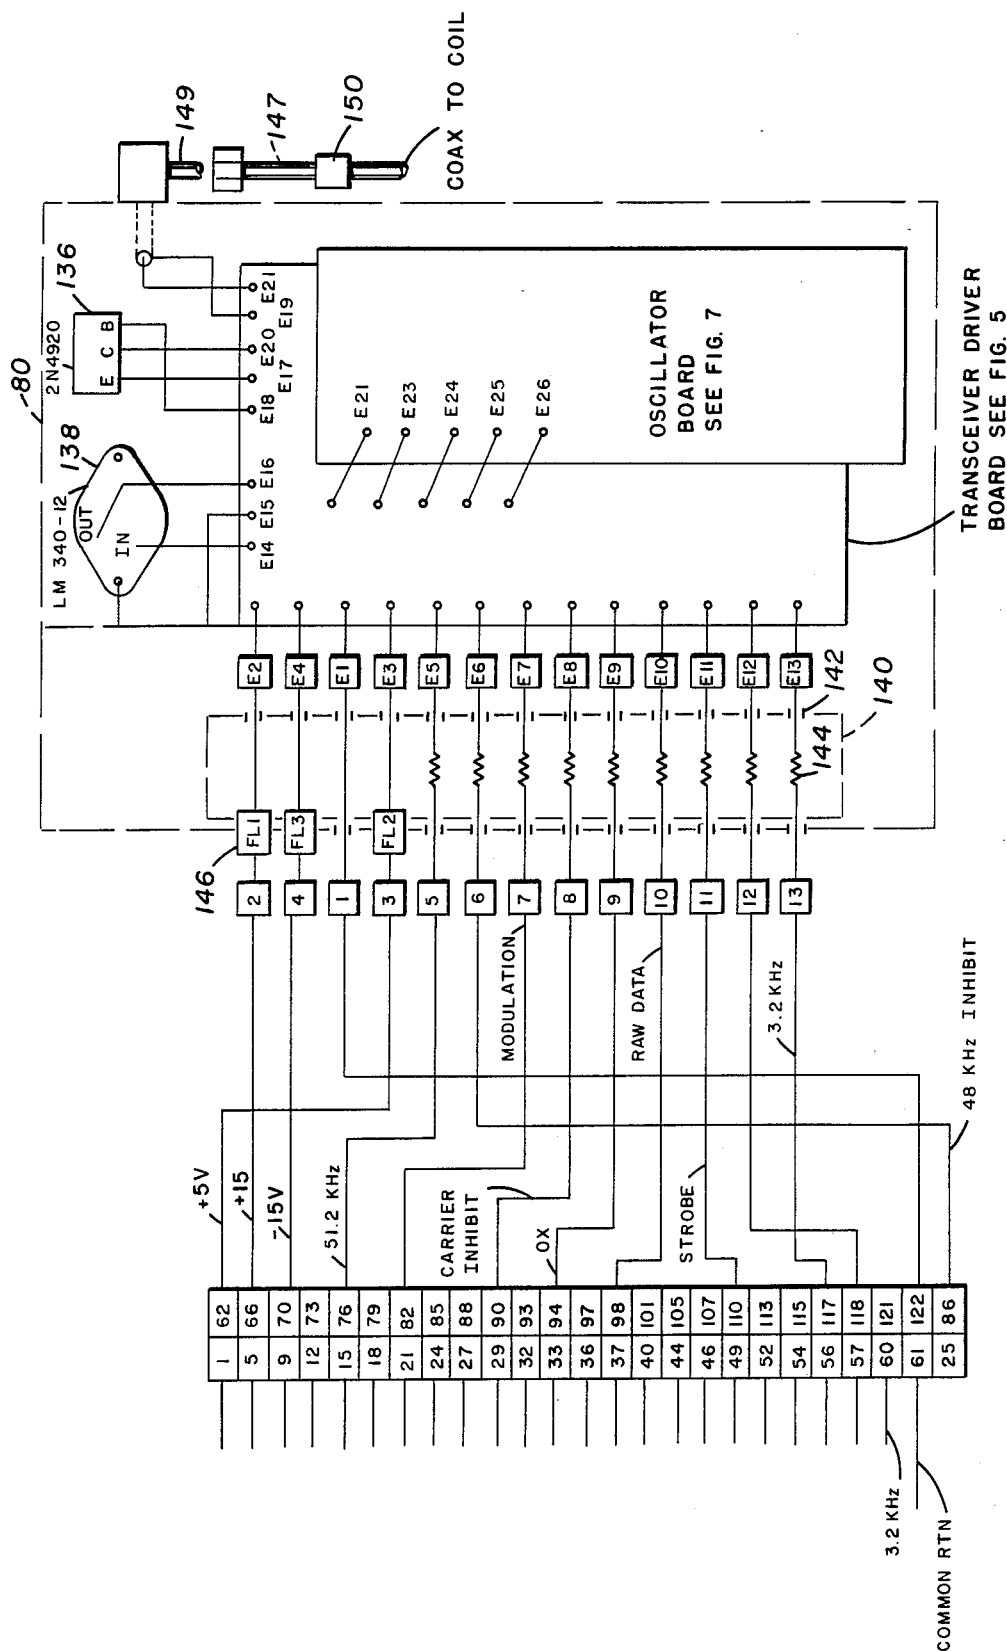 80
2N4920
136
E C B
LM 340-12
138
OUT
IN
149
147
150
COAX TO COIL
E14
E15
E16
E18
E17
E20
E19
E21
E21
E23
E24
E25
E26
OSCILLATOR
BOARD
SEE FIG. 7
TRANSCEIVER DRIVER
BOARD SEE FIG. 5
E2
E4
E1
E3
E5
E6
E7
E8
E9
E10
E11
E12
E13
142
144
140
146
FL1
FL3
FL2
2
4
1
3
5
6
7
8
9
10
11
12
13
+5V
+15
-15V
51.2 KHz
MODULATION
CARRIER
INHIBIT
OX
RAW DATA
STROBE
3.2 KHz
48 KHz INHIBIT
1 62
5 66
9 70
12 73
15 76
18 79
21 82
24 85
27 88
29 90
32 93
33 94
36 97
37 98
40 101
44 105
46 107
49 110
52 113
54 115
56 117
57 118
60 121
61 122
25 86
3.2 KHz
COMMON RTN